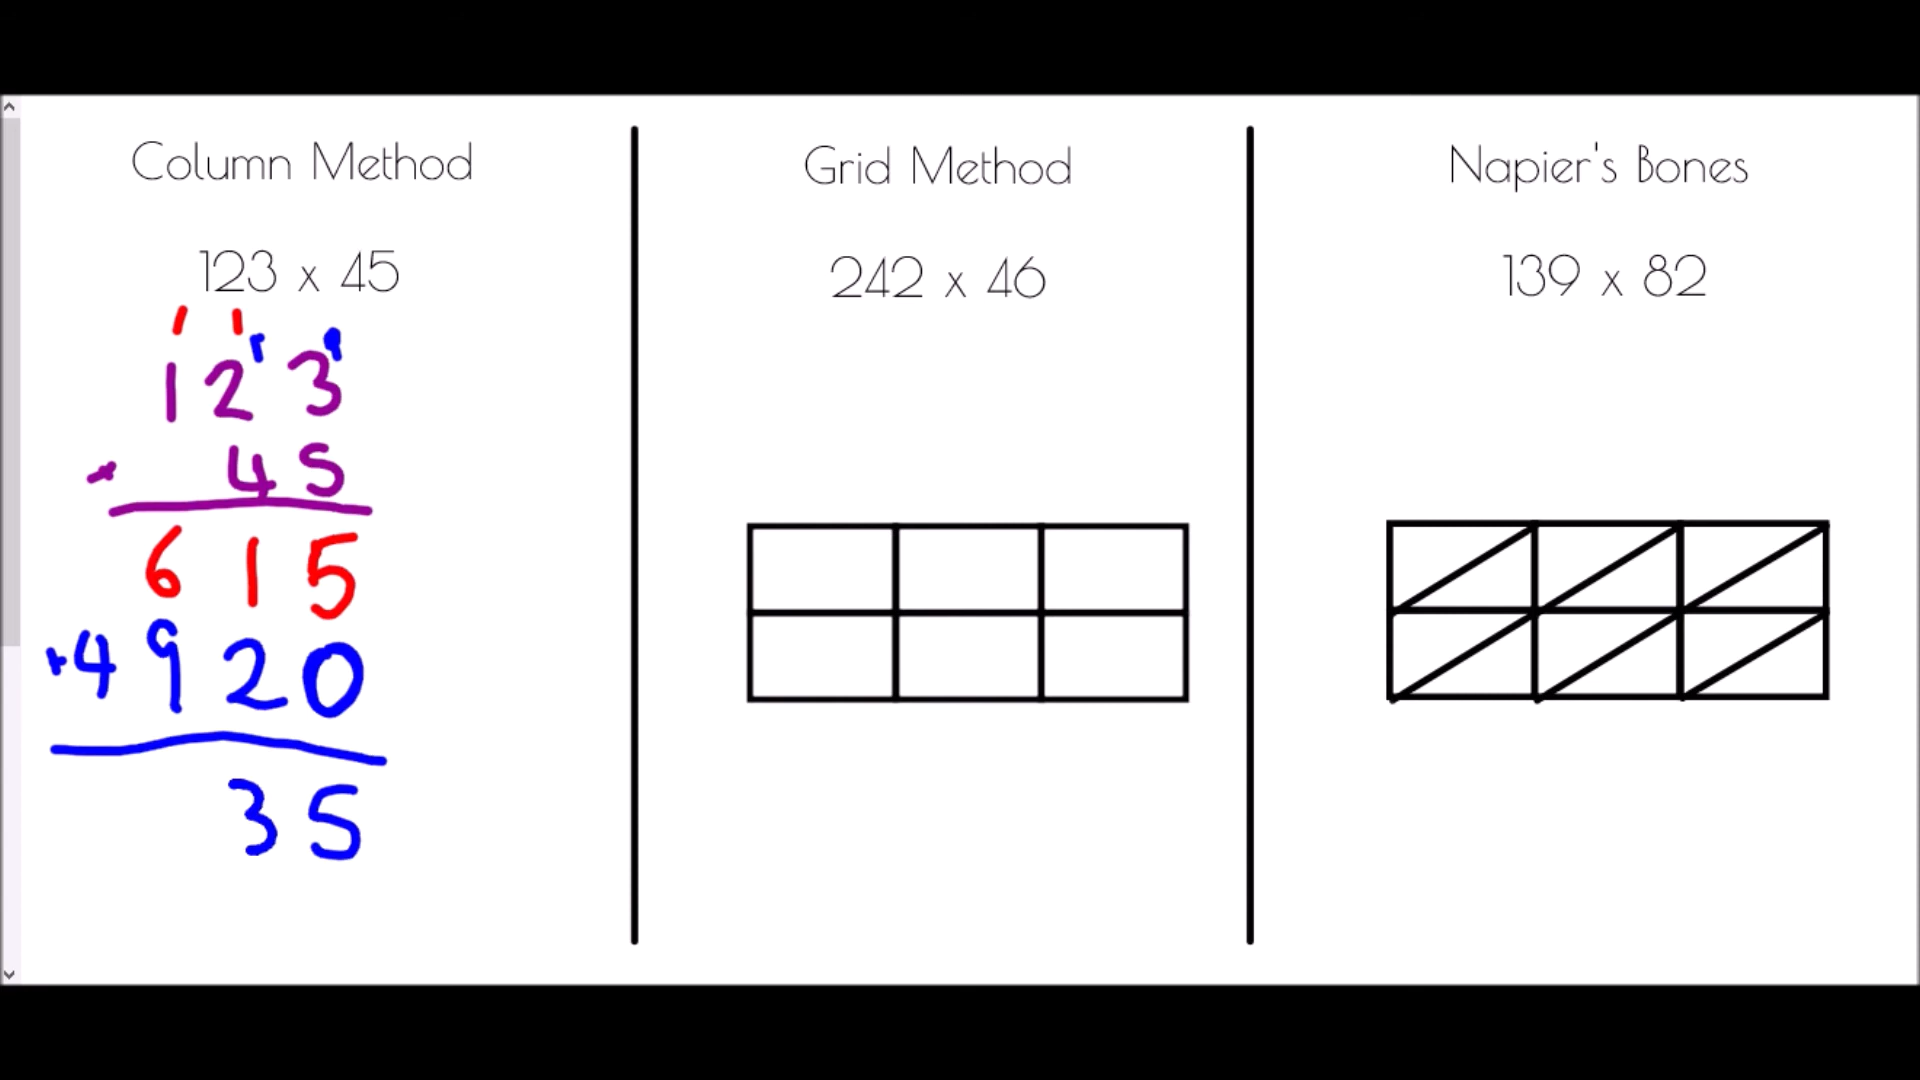 Column Method
123 x 45
1 1
1 1
1 2 3
x 4 5
6 1 5
+4 9 2 0
3 5
Grid Method
242 x 46
Napier's Bones
139 x 82